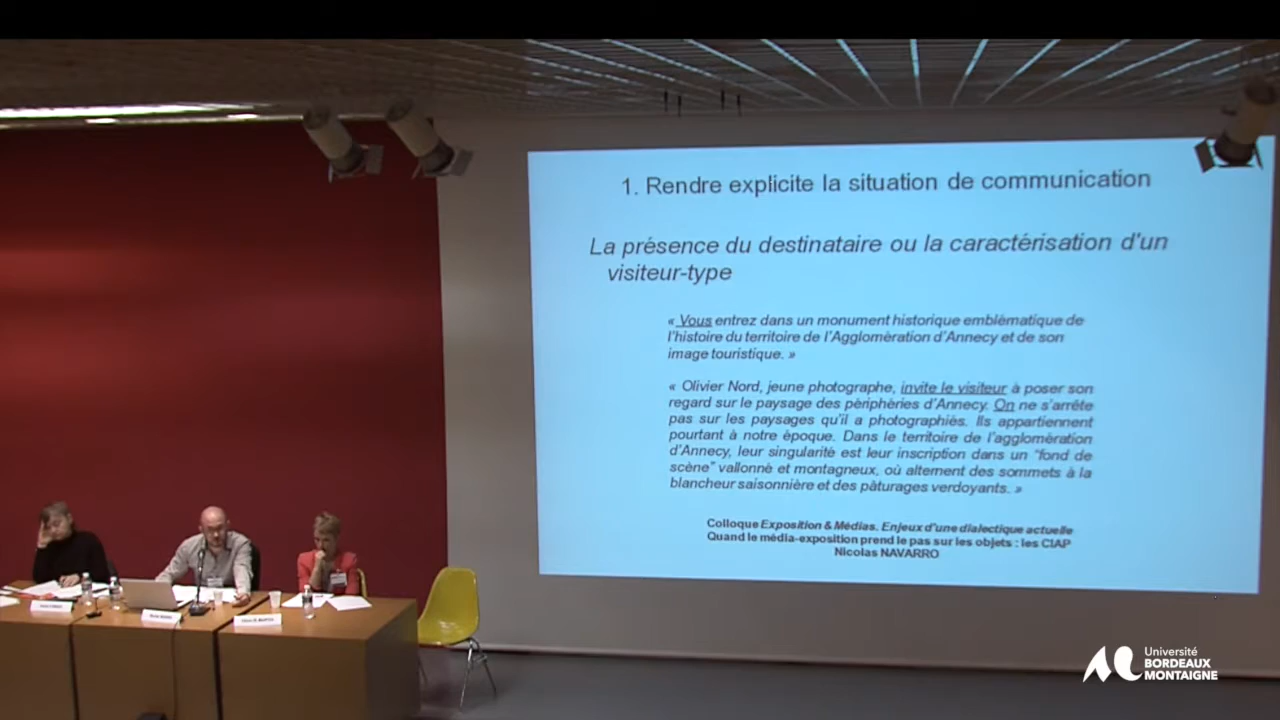 1. Rendre explicite la situation de communication
La présence du destinataire ou la caractérisation d'un
visiteur-type
« Vous entrez dans un monument historique emblématique de
l'histoire du territoire de l'Agglomération d'Annecy et de son
image touristique. »
« Olivier Nord, jeune photographe, invite le visiteur à poser son
regard sur le paysage des périphéries d'Annecy. On ne s'arrête
pas sur les paysages qu'il a photographiés. Ils appartiennent
pourtant à notre époque. Dans le territoire de l'agglomération
d'Annecy, leur singularité est leur inscription dans un "fond de
scène" vallonné et montagneux, où alternent des sommets à la
blancheur saisonnière et des pâturages verdoyants. »
Colloque Exposition & Médias. Enjeux d'une dialectique actuelle
Quand le média-exposition prend le pas sur les objets : les CIAP
Nicolas NAVARRO
Université
BORDEAUX
MONTAIGNE